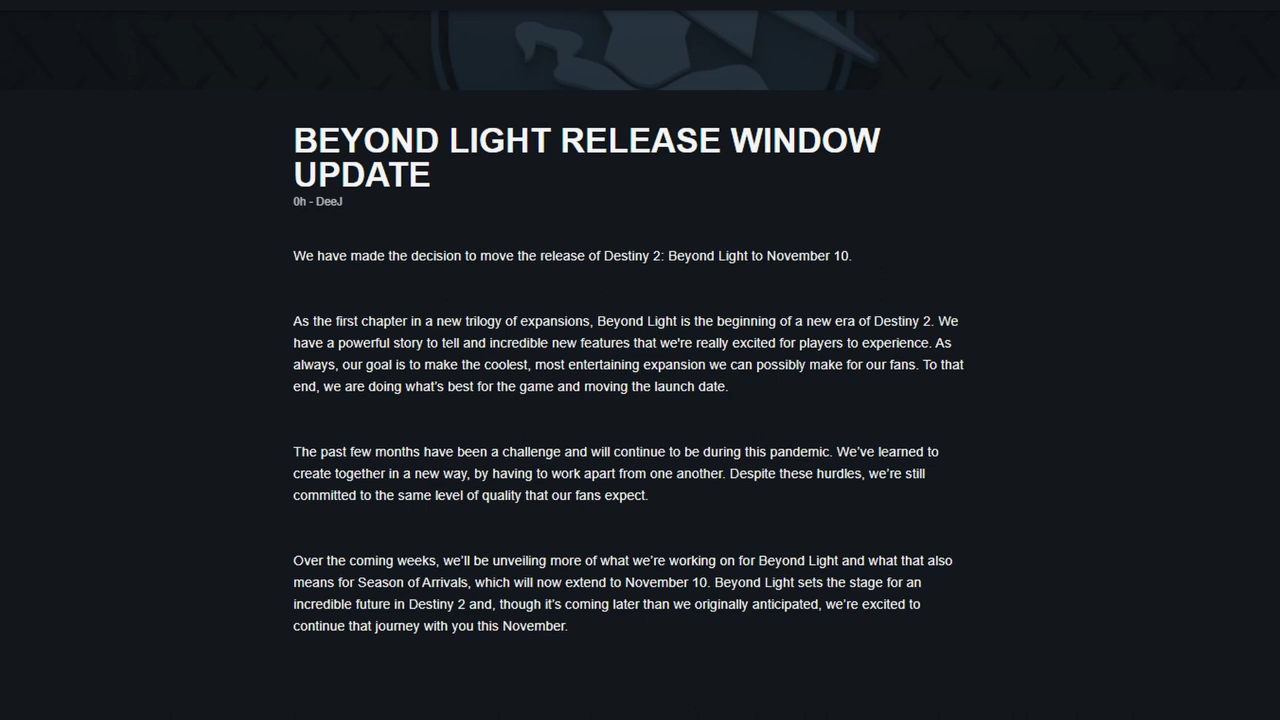 BEYOND LIGHT RELEASE WINDOW
UPDATE
0h - DeeJ
We have made the decision to move the release of Destiny 2: Beyond Light to November 10.
As the first chapter in a new trilogy of expansions, Beyond Light is the beginning of a new era of Destiny 2. We
have a powerful story to tell and incredible new features that we're really excited for players to experience. As
always, our goal is to make the coolest, most entertaining expansion we can possibly make for our fans. To that
end, we are doing what’s best for the game and moving the launch date.
The past few months have been a challenge and will continue to be during this pandemic. We’ve learned to
create together in a new way, by having to work apart from one another. Despite these hurdles, we’re still
committed to the same level of quality that our fans expect.
Over the coming weeks, we’ll be unveiling more of what we’re working on for Beyond Light and what that also
means for Season of Arrivals, which will now extend to November 10. Beyond Light sets the stage for an
incredible future in Destiny 2 and, though it’s coming later than we originally anticipated, we’re excited to
continue that journey with you this November.